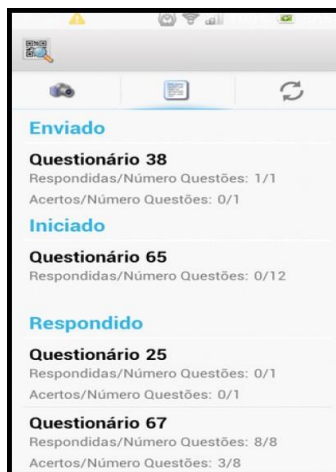 Enviado
Questionário 38
Respondidas/Número Questões: 1/1
Acertos/Número Questões: 0/1
Iniciado
Questionário 65
Respondidas/Número Questões: 0/12
Respondido
Questionário 25
Respondidas/Número Questões: 0/1
Acertos/Número Questões: 0/1
Questionário 67
Respondidas/Número Questões: 8/8
Acertos/Número Questões: 3/8